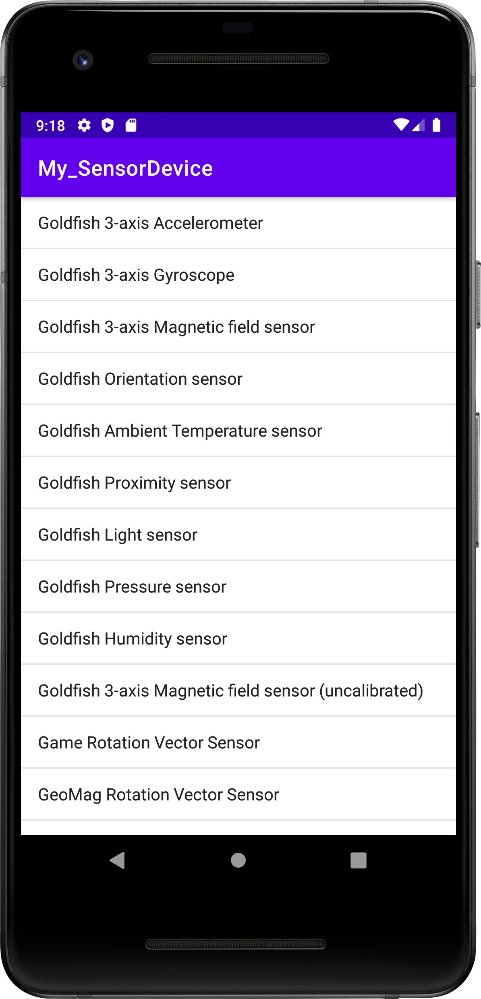 9:18
My_SensorDevice
Goldfish 3-axis Accelerometer
Goldfish 3-axis Gyroscope
Goldfish 3-axis Magnetic field sensor
Goldfish Orientation sensor
Goldfish Ambient Temperature sensor
Goldfish Proximity sensor
Goldfish Light sensor
Goldfish Pressure sensor
Goldfish Humidity sensor
Goldfish 3-axis Magnetic field sensor (uncalibrated)
Game Rotation Vector Sensor
GeoMag Rotation Vector Sensor